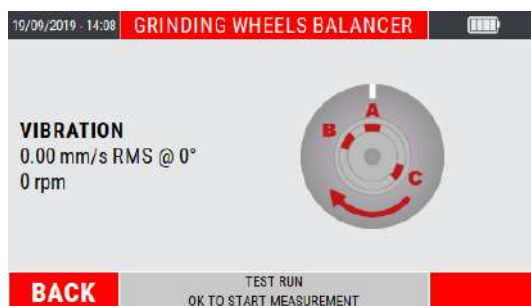 19/09/2019 - 14:08 GRINDING WHEELS BALANCER
A
B
C
VIBRATION
0.00 mm/s RMS @ 0°
0 rpm
BACK
TEST RUN
OK TO START MEASUREMENT